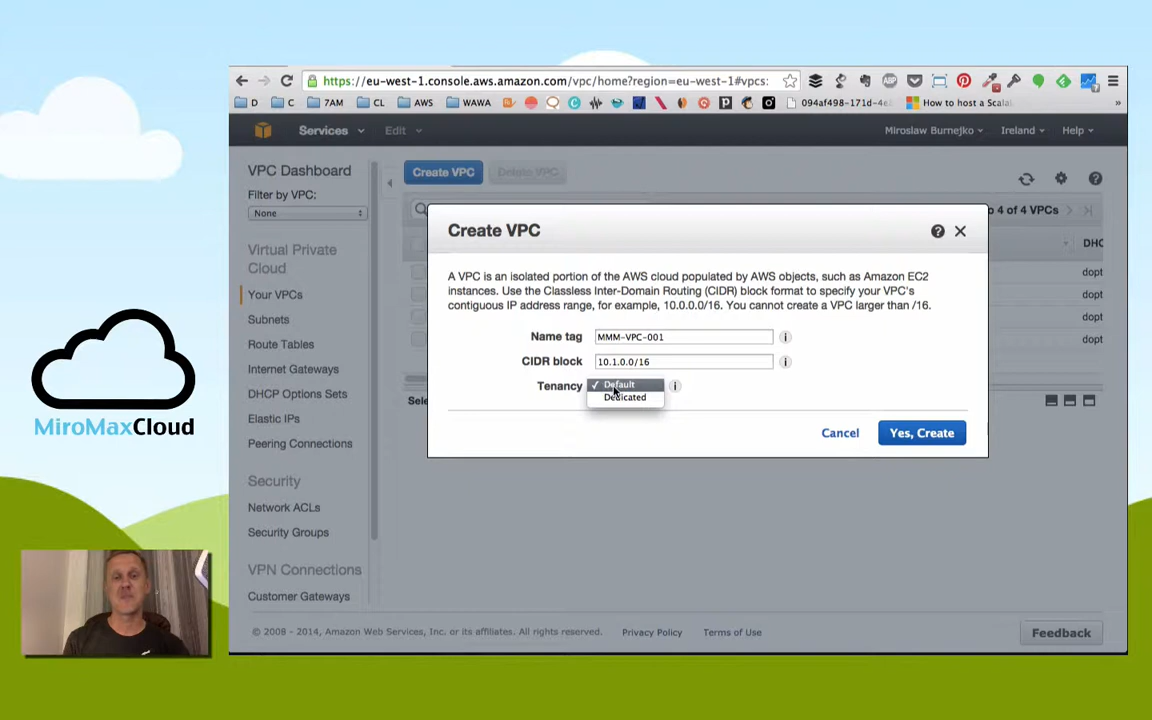 https://eu-west-1.console.aws.amazon.com/vpc/home?region=eu-west-1#vpcs:
D
C
7AM
CL
AWS
WAWA
How to host a Scala
Services
Edit
Miroslaw Burnejko
Ireland
Help
VPC Dashboard
Filter by VPC:
None
Virtual Private
Cloud
Your VPCs
Subnets
Route Tables
Internet Gateways
DHCP Options Sets
Elastic IPs
Peering Connections
Security
Network ACLs
Security Groups
VPN Connections
Customer Gateways
Create VPC
Delete VPC
4 of 4 VPCs
DHC
dopt
dopt
dopt
dopt
Sele
Create VPC
A VPC is an isolated portion of the AWS cloud populated by AWS objects, such as Amazon EC2
instances. Use the Classless Inter-Domain Routing (CIDR) block format to specify your VPC's
contiguous IP address range, for example, 10.0.0.0/16. You cannot create a VPC larger than /16.
Name tag MMM-VPC-001
CIDR block 10.1.0.0/16
Tenancy Default
Dedicated
Cancel
Yes, Create
© 2008 - 2014, Amazon Web Services, Inc. or its affiliates. All rights reserved.
Privacy Policy
Terms of Use
Feedback
MiroMaxCloud